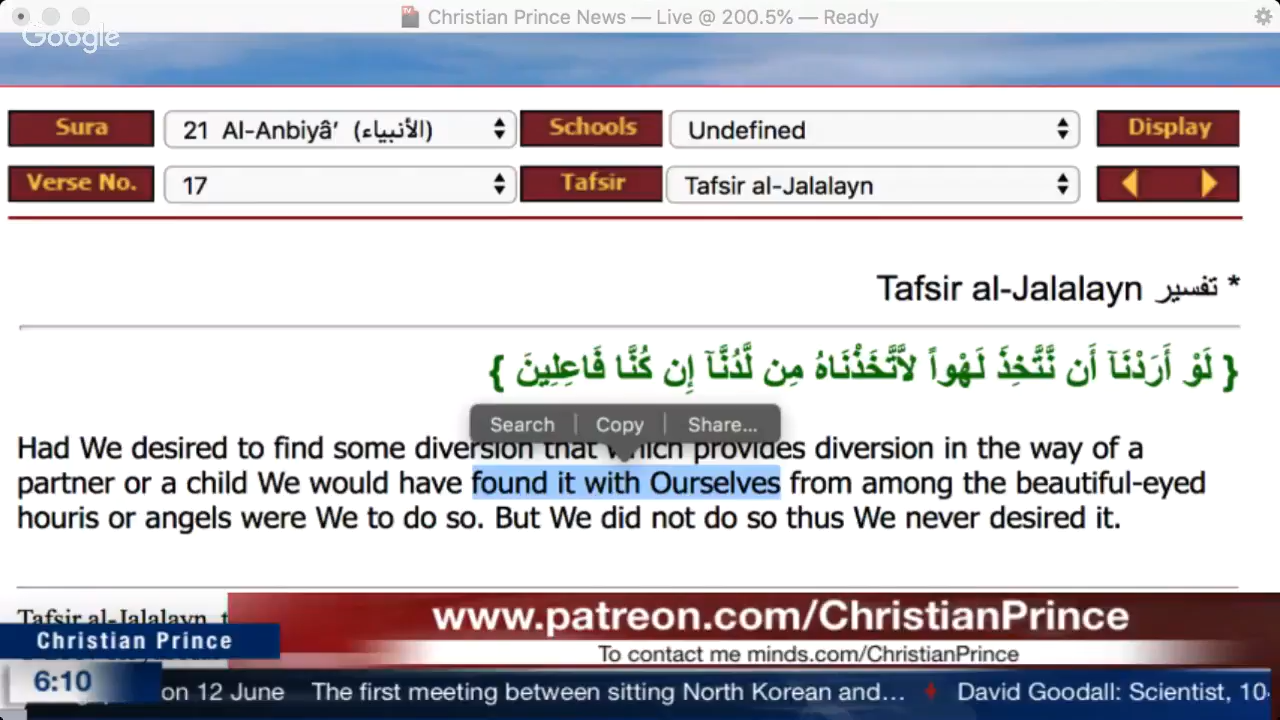 Christian Prince News — Live @ 200.5% — Ready
Google
Sura
21 Al-Anbiyâ’ (الأنبياء)
Schools
Undefined
Display
Verse No.
17
Tafsir
Tafsir al-Jalalayn
* تفسير Tafsir al-Jalalayn
{ لَوْ أَرَدْنَآ أَن نَّتَّخِذَ لَهْواً لاَّتَّخَذْنَاهُ مِن لَّدُنَّآ إِن كُنَّا فَاعِلِينَ }
Search Copy Share...
Had We desired to find some diversion that which provides diversion in the way of a
partner or a child We would have found it with Ourselves from among the beautiful-eyed
houris or angels were We to do so. But We did not do so thus We never desired it.
Tafsir al-Jalalayn
www.patreon.com/ChristianPrince
Christian Prince
To contact me minds.com/ChristianPrince
6:10
on 12 June The first meeting between sitting North Korean and... David Goodall: Scientist,